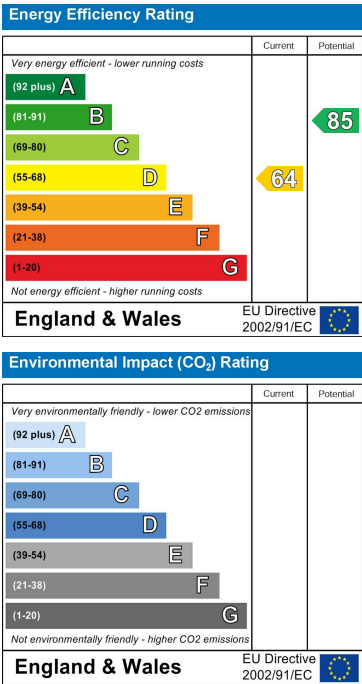 Energy Efficiency Rating
Current Potential
Very energy efficient - lower running costs
(92 plus) A
(81-91) B
(69-80) C
(55-68) D
(39-54) E
(21-38) F
(1-20) G
64
85
Not energy efficient - higher running costs
England & Wales
EU Directive
2002/91/EC
Environmental Impact (CO₂) Rating
Current Potential
Very environmentally friendly - lower CO2 emissions
(92 plus) A
(81-91) B
(69-80) C
(55-68) D
(39-54) E
(21-38) F
(1-20) G
Not environmentally friendly - higher CO2 emissions
England & Wales
EU Directive
2002/91/EC